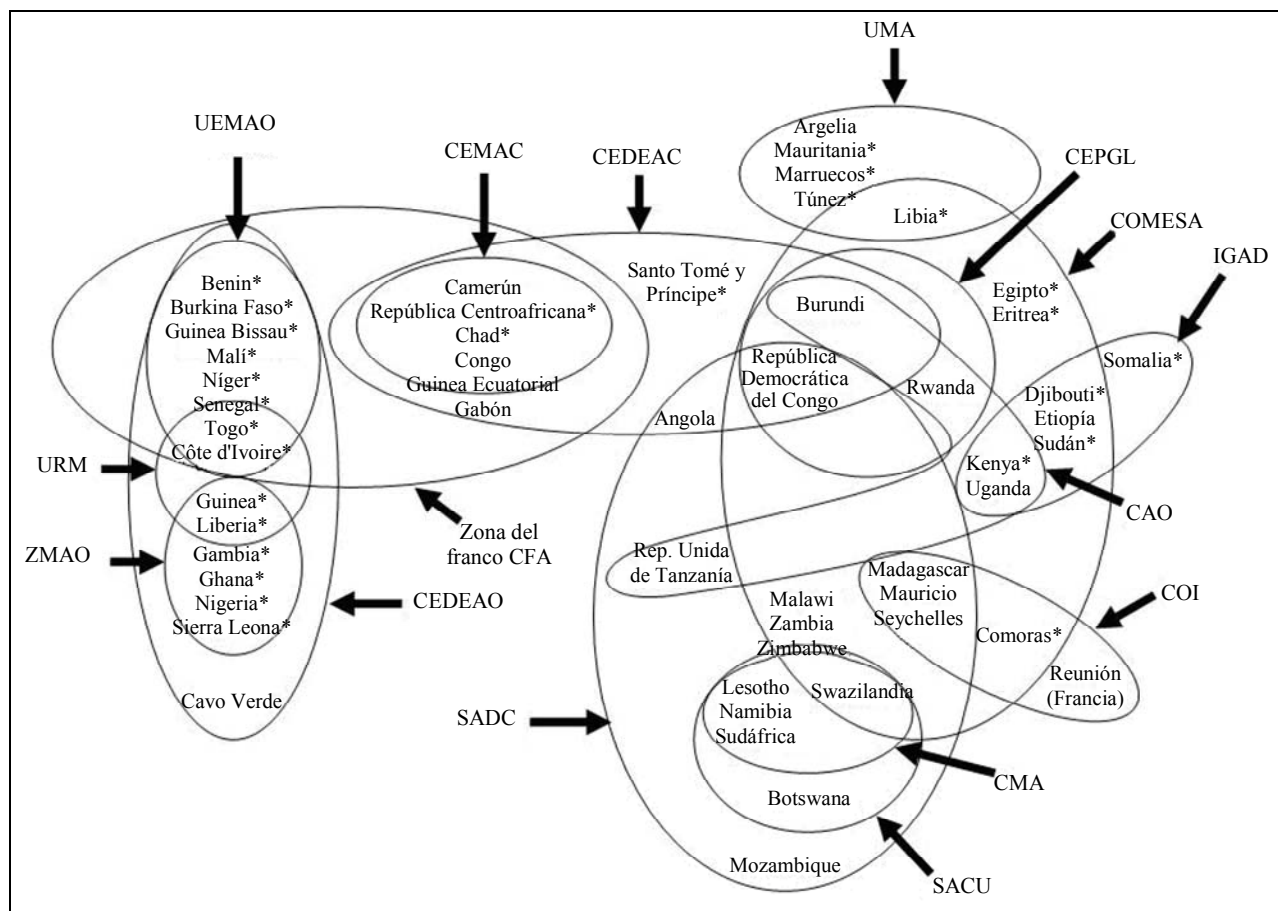 UMA
UEMAO
CEMAC
CEDEAC
CEPGL
COMESA
IGAD
Argelia
Mauritania*
Marruecos*
Túnez*
Libia*
Benin*
Burkina Faso*
Guinea Bissau*
Malí*
Níger*
Senegal*
Togo*
Côte d'Ivoire*
Camerún
República Centroafricana*
Chad*
Congo
Guinea Ecuatorial
Gabón
Santo Tomé y
Príncipe*
Burundi
República
Democrática
del Congo
Rwanda
Angola
Egipto*
Eritrea*
Somalia*
Djibouti*
Etiopía
Sudán*
Kenya*
Uganda
URM
Guinea*
Liberia*
ZMAO
Gambia*
Ghana*
Nigeria*
Sierra Leona*
Zona del
franco CFA
CEDEAO
Cavo Verde
CAO
Rep. Unida
de Tanzanía
Madagascar
Mauricio
Seychelles
COI
Comoras*
Reunión
(Francia)
Malawi
Zambia
Zimbabwe
Lesotho
Namibia
Sudáfrica
Swazilandia
SADC
CMA
Botswana
Mozambique
SACU